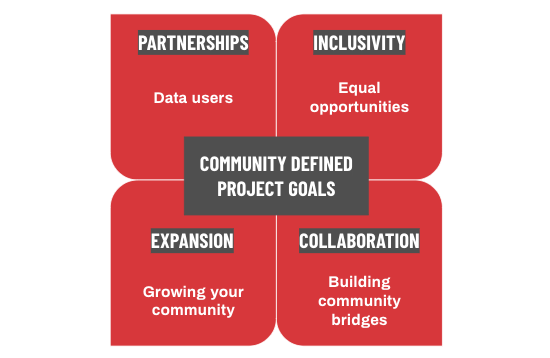 PARTNERSHIPS
Data users
INCLUSIVITY
Equal
opportunities
COMMUNITY DEFINED
PROJECT GOALS
EXPANSION
Growing your
community
COLLABORATION
Building
community
bridges